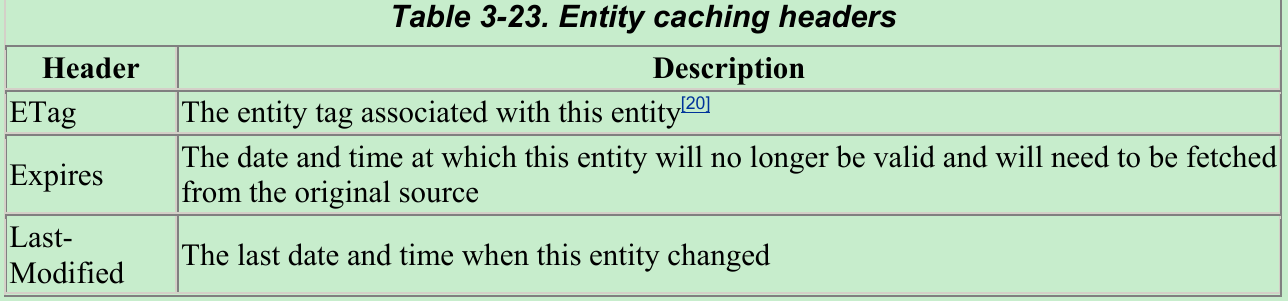 Table 3-23. Entity caching headers
Header Description
ETag The entity tag associated with this entity[20]
Expires The date and time at which this entity will no longer be valid and will need to be fetched
from the original source
Last-
Modified The last date and time when this entity changed